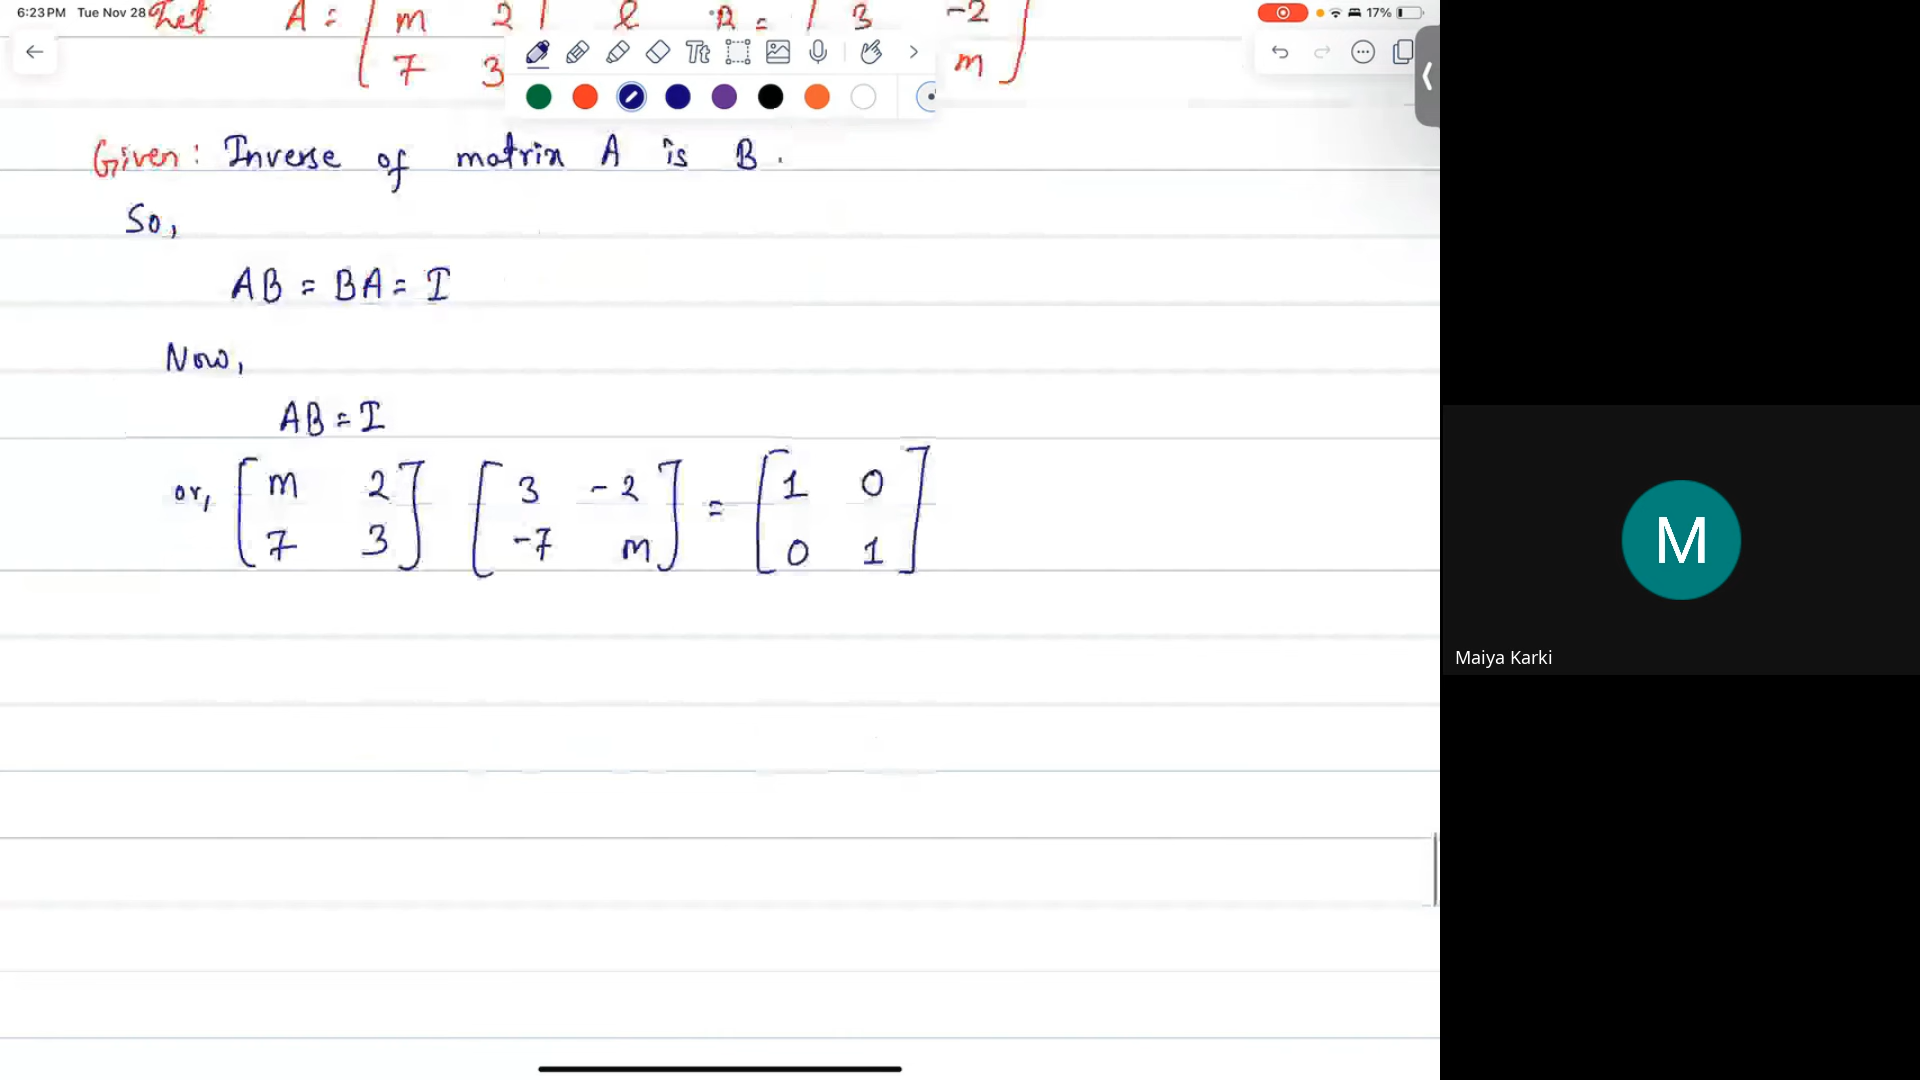 6:23 PM Tue Nov 28
17%
Let A = [ m 2 ] & B = [ 3 -2 ]
7 3 m ]
Tt
Given: Inverse of matrix A is B.
So,
AB = BA = I
Now,
AB = I
or, [ m 2 ] [ 3 -2 ] = [ 1 0 ]
[ 7 3 ] [ -7 m ] [ 0 1 ]
M
Maiya Karki